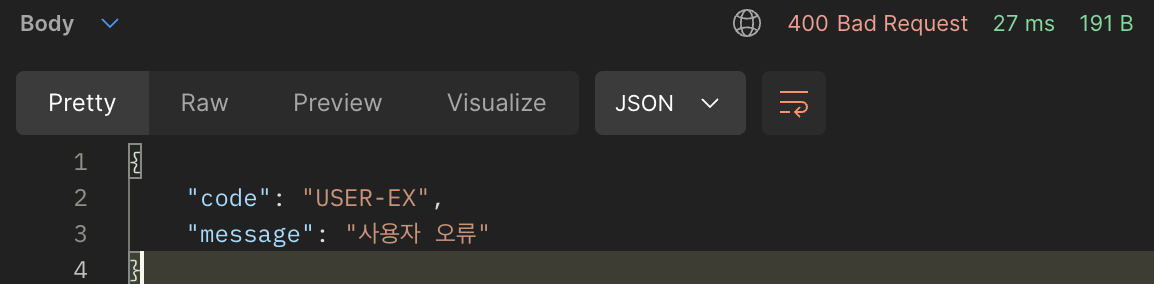 Body 400 Bad Request 27 ms 191 B
Pretty Raw Preview Visualize JSON
1 {
2 "code": "USER-EX",
3 "message": "사용자 오류"
4 }